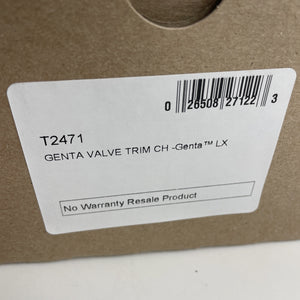 0 26508 27122 3
T2471
GENTA VALVE TRIM CH -Genta™ LX
No Warranty Resale Product